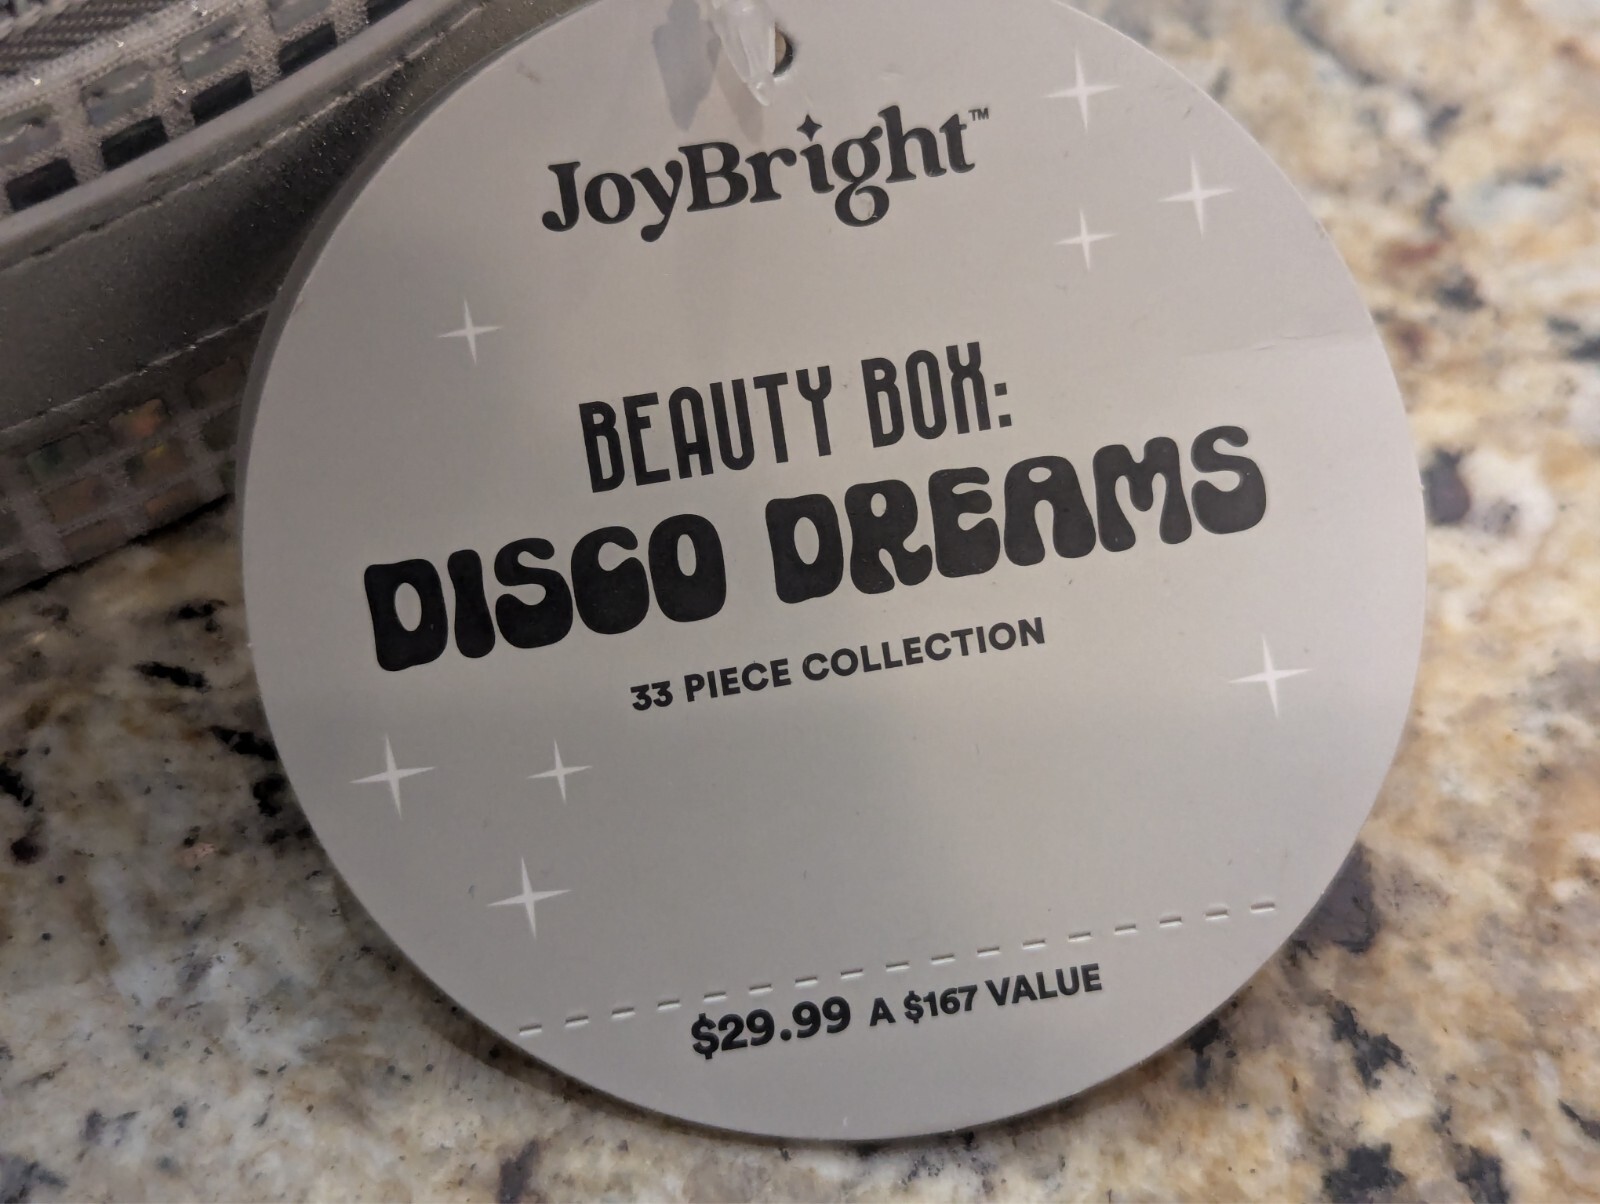 JoyBright™
BEAUTY BOX:
DISCO DREAMS
33 PIECE COLLECTION
$29.99 A $167 VALUE